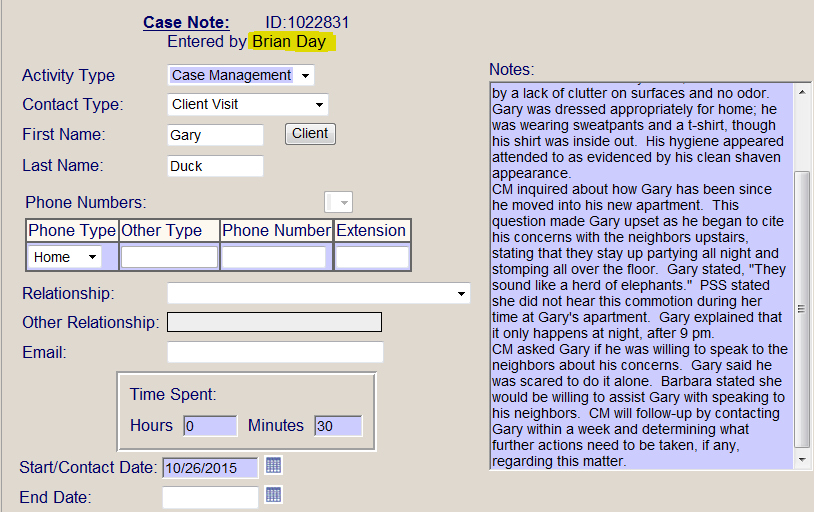 Case Note: ID:1022831
Entered by Brian Day
Activity Type Case Management
Contact Type: Client Visit
First Name: Gary Client
Last Name: Duck
Phone Numbers:
Phone Type Other Type Phone Number Extension
Home
Relationship:
Other Relationship:
Email:
Time Spent:
Hours 0 Minutes 30
Start/Contact Date: 10/26/2015
End Date:
Notes:
by a lack of clutter on surfaces and no odor.
Gary was dressed appropriately for home; he
was wearing sweatpants and a t-shirt, though
his shirt was inside out. His hygiene appeared
attended to as evidenced by his clean shaven
appearance.
CM inquired about how Gary has been since
he moved into his new apartment. This
question made Gary upset as he began to cite
his concerns with the neighbors upstairs,
stating that they stay up partying all night and
stomping all over the floor. Gary stated, "They
sound like a herd of elephants." PSS stated
she did not hear this commotion during her
time at Gary's apartment. Gary explained that
it only happens at night, after 9 pm.
CM asked Gary if he was willing to speak to the
neighbors about his concerns. Gary said he
was scared to do it alone. Barbara stated she
would be willing to assist Gary with speaking to
his neighbors. CM will follow-up by contacting
Gary within a week and determining what
further actions need to be taken, if any,
regarding this matter.